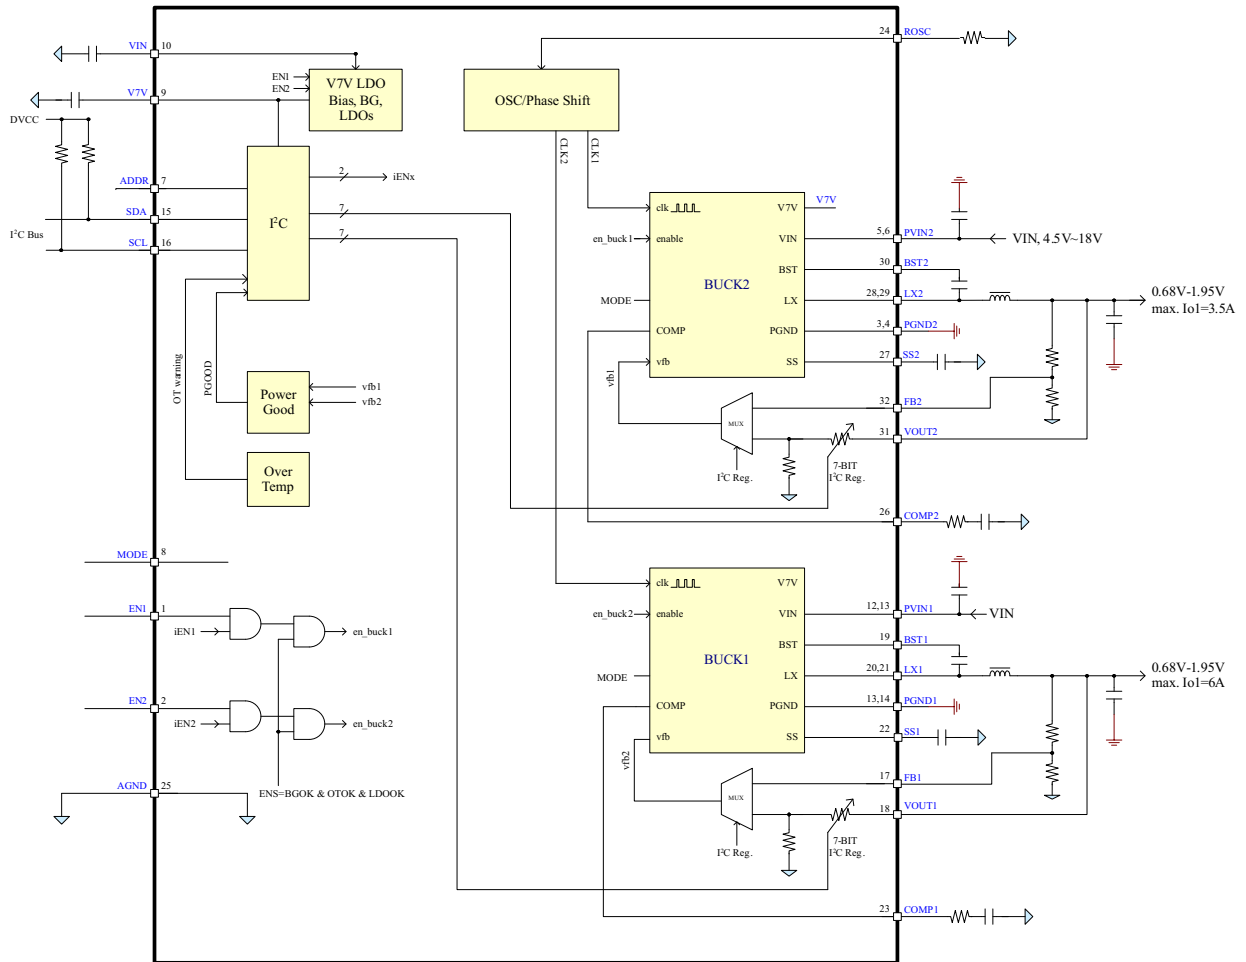 VIN 10
V7V 9
DVCC
EN1
EN2
V7V LDO
Bias, BG,
LDOs
ADDR 7
SDA 15
I²C Bus
SCL 16
I²C
2
iENx
7
7
OT warning
PGOOD
Power
Good
vfb1
vfb2
Over
Temp
MODE 8
EN1 1
iEN1
en_buck1
EN2 2
iEN2
en_buck2
AGND 25
ENS=BGOK & OTOK & LDOOK
24 ROSC
OSC/Phase Shift
CLK2
CLK1
clk
V7V
V7V
en_buck1
enable
VIN
5,6 PVIN2
VIN, 4.5V~18V
BST
30 BST2
BUCK2
MODE
LX
28,29 LX2
0.68V-1.95V
max. Io1=3.5A
COMP
PGND
3,4 PGND2
vfb
SS
27 SS2
vfb1
MUX
32 FB2
31 VOUT2
I²C Reg.
7-BIT
I²C Reg.
26 COMP2
clk
V7V
en_buck2
enable
VIN
12,13 PVIN1
VIN
BST
19 BST1
BUCK1
MODE
LX
20,21 LX1
0.68V-1.95V
max. Io1=6A
COMP
PGND
13,14 PGND1
vfb
SS
22 SS1
vfb2
MUX
17 FB1
18 VOUT1
I²C Reg.
7-BIT
I²C Reg.
23 COMP1